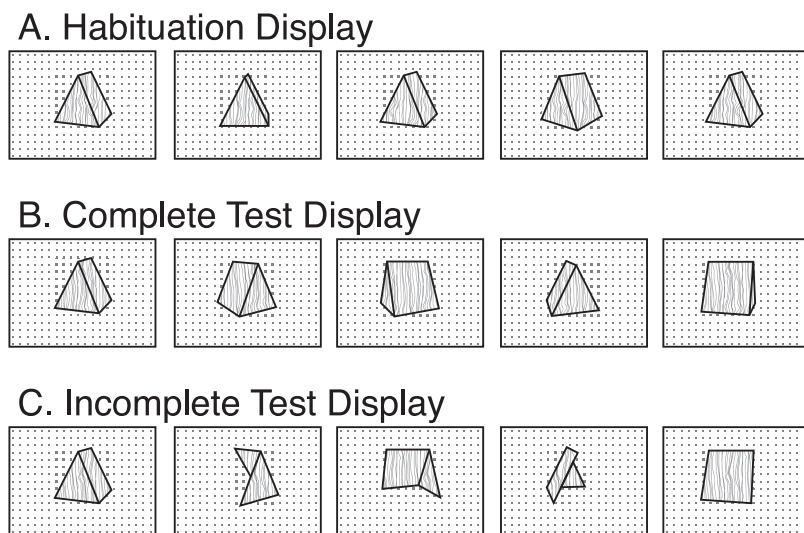 A. Habituation Display
B. Complete Test Display
C. Incomplete Test Display